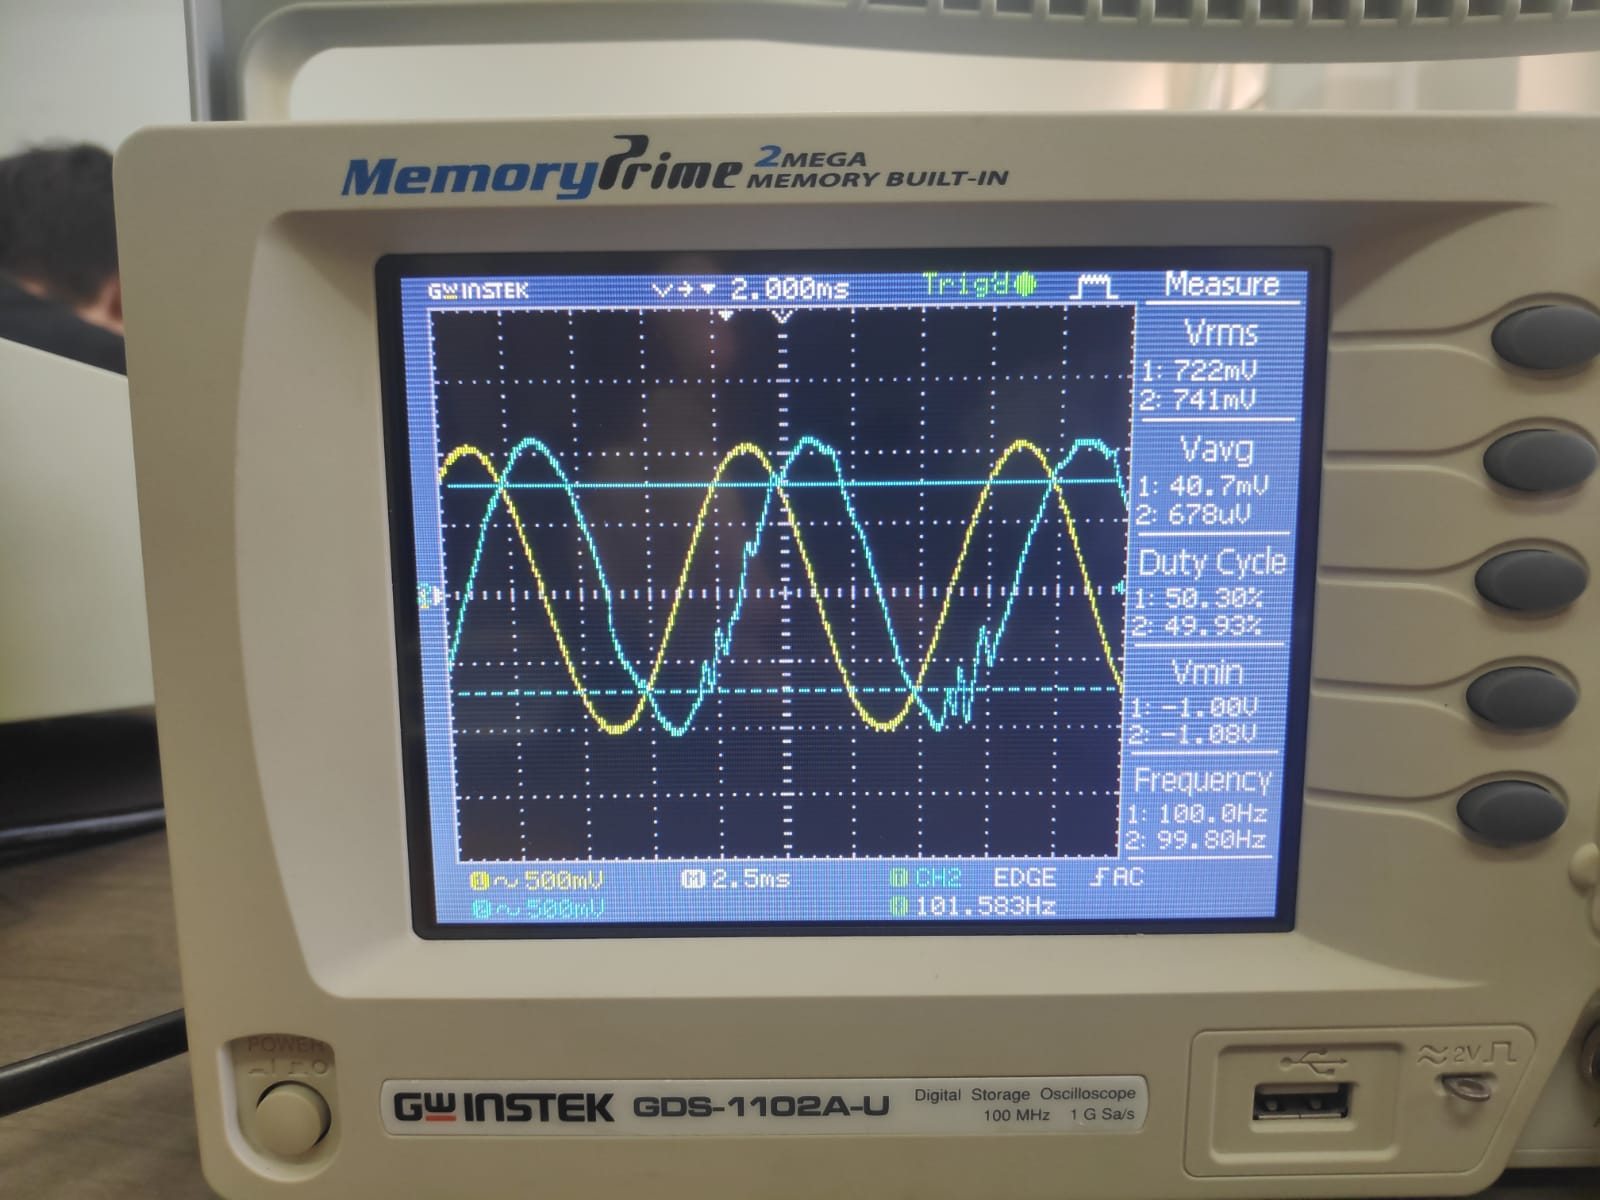 MemoryPrime 2 MEGA
MEMORY BUILT-IN
GW INSTEK 2.000ms Trig'd Measure
Vrms
1: 722mV
2: 741mV
Vavg
1: 40.7mV
2: 678uV
Duty Cycle
1: 50.30%
2: 49.93%
Vmin
1: -1.00V
2: -1.08V
Frequency
1: 100.0Hz
2: 99.80Hz
1 500mV M 2.5ms T CH2 EDGE AC
2 500mV 101.583Hz
POWER
GW INSTEK GDS-1102A-U Digital Storage Oscilloscope
100 MHz 1 G Sa/s
2V